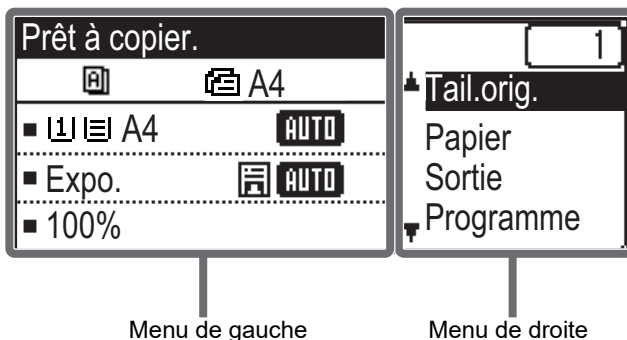 Prêt à copier.
A A4
1 A4 AUTO
Expo. AUTO
100%
1
Tail.orig.
Papier
Sortie
Programme
Menu de gauche
Menu de droite